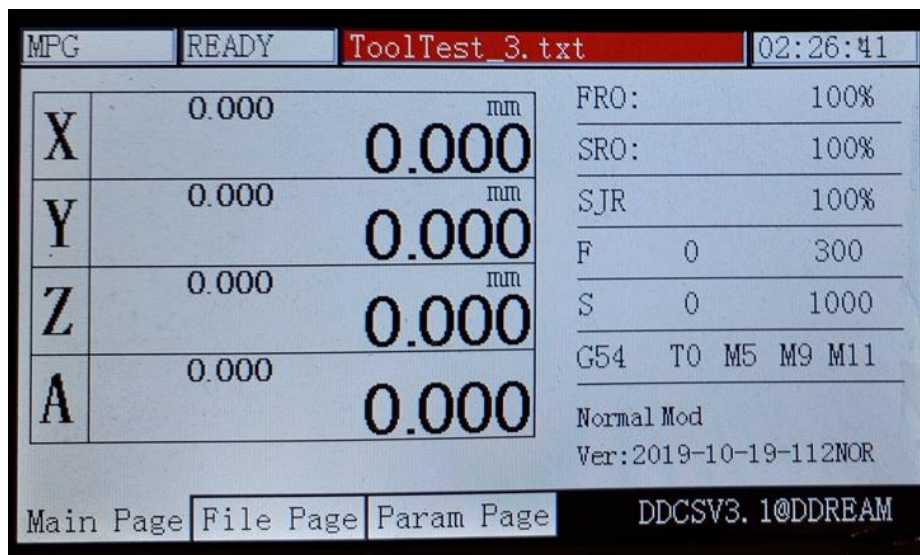 MPG READY ToolTest_3.txt 02:26:41
X 0.000 mm 0.000
Y 0.000 mm 0.000
Z 0.000 mm 0.000
A 0.000 0.000
FRO: 100%
SRO: 100%
SJR 100%
F 0 300
S 0 1000
G54 T0 M5 M9 M11
Normal Mod
Ver:2019-10-19-112NOR
Main Page File Page Param Page DDCSV3.1@DDREAM